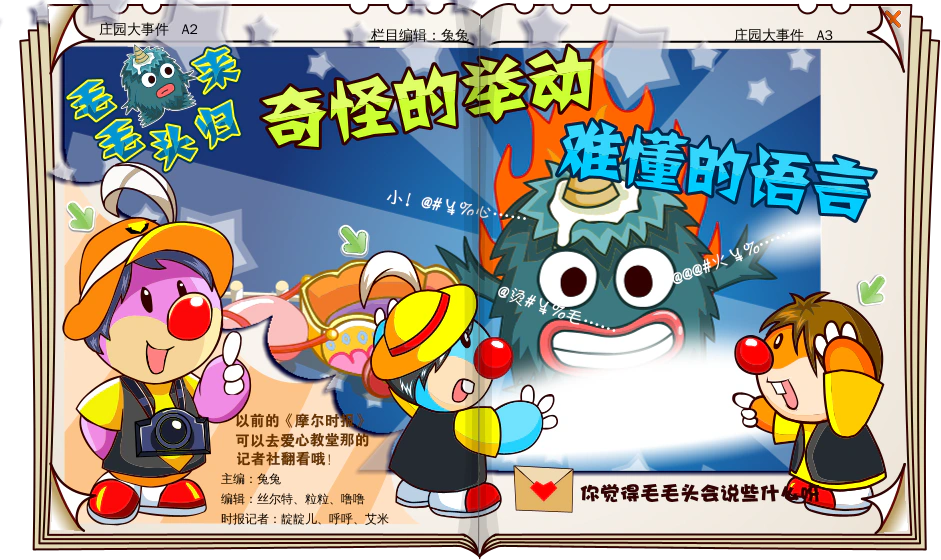 庄园大事件 A2
栏目编辑：兔兔
庄园大事件 A3
毛毛头归来
奇怪的举动
难懂的语言
小！@#￥%心……
@@@#火￥%……
@烫#￥%毛……
以前的《摩尔时报》
可以去爱心教堂那的
记者社翻看哦！
主编：兔兔
编辑：丝尔特、粒粒、噜噜
时报记者：靛靛儿、呼呼、艾米
你觉得毛毛头会说些什么呐